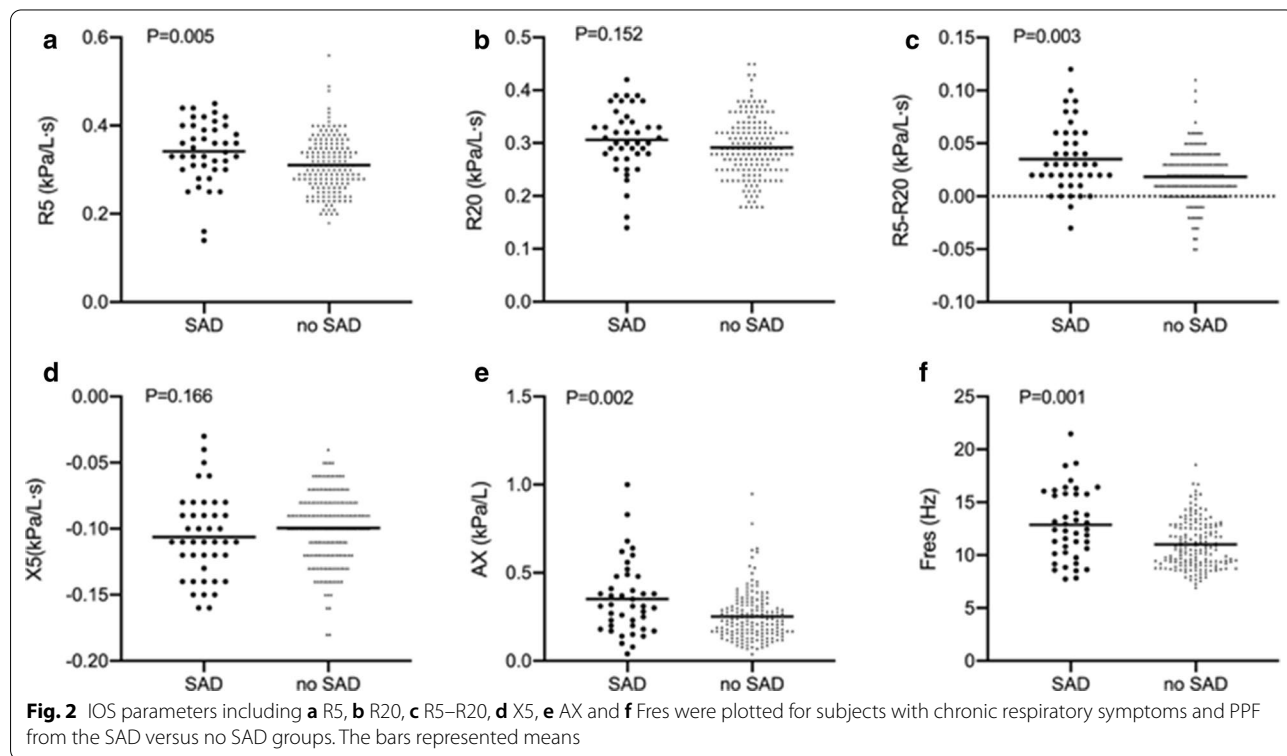 a
P=0.005
0.6
0.4
0.2
0.0
R5 (kPa/L·s)
SAD
no SAD
b
P=0.152
0.5
0.4
0.3
0.2
0.1
0.0
R20 (kPa/L·s)
SAD
no SAD
c
P=0.003
0.15
0.10
0.05
0.00
-0.05
-0.10
R5-R20 (kPa/L·s)
SAD
no SAD
d
P=0.166
0.00
-0.05
-0.10
-0.15
-0.20
X5(kPa/L·s)
SAD
no SAD
e
P=0.002
1.5
1.0
0.5
0.0
AX (kPa/L)
SAD
no SAD
f
P=0.001
25
20
15
10
5
0
Fres (Hz)
SAD
no SAD
Fig. 2 IOS parameters including a R5, b R20, c R5–R20, d X5, e AX and f Fres were plotted for subjects with chronic respiratory symptoms and PPF
from the SAD versus no SAD groups. The bars represented means